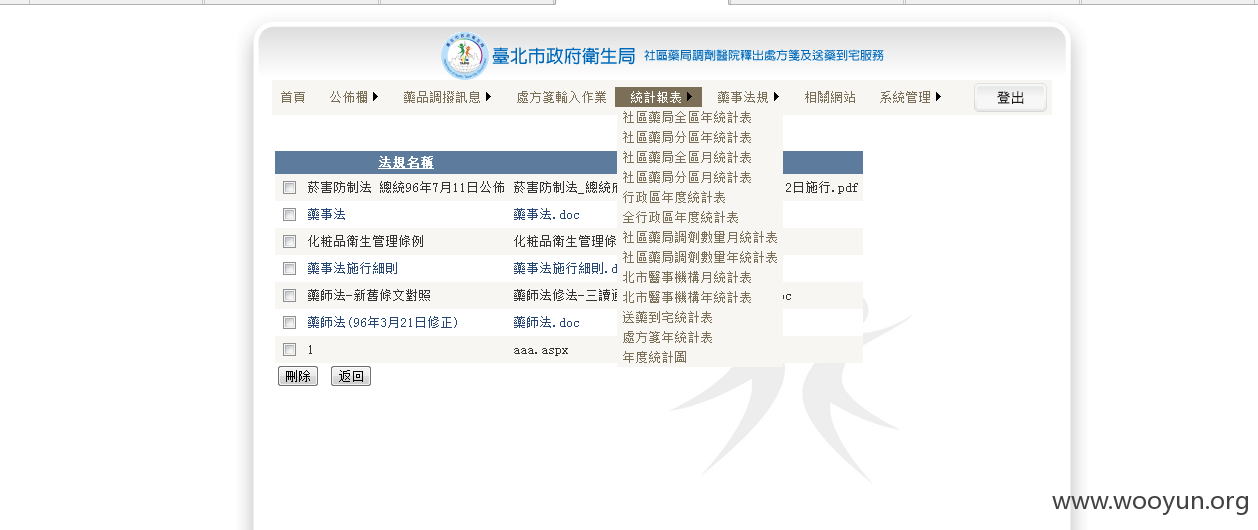 臺北市政府衛生局 社區藥局調劑醫院釋出處方箋及送藥到宅服務
首頁 公佈欄 藥品調撥訊息 處方箋輸入作業 統計報表 藥事法規 相關網站 系統管理 登出
社區藥局全區年統計表
社區藥局分區年統計表
社區藥局全區月統計表
社區藥局分區月統計表
行政區年度統計表
全行政區年度統計表
社區藥局調劑數量月統計表
社區藥局調劑數量年統計表
北市醫事機構月統計表
北市醫事機構年統計表
送藥到宅統計表
處方箋年統計表
年度統計圖
法規名稱
菸害防制法 總統96年7月11日公佈 菸害防制法_總統 2日施行.pdf
藥事法 藥事法.doc
化粧品衛生管理條例 化粧品衛生管理條
藥事法施行細則 藥事法施行細則.d
藥師法-新舊條文對照 藥師法修法-三讀 oc
藥師法(96年3月21日修正) 藥師法.doc
1 aaa.aspx
刪除 返回
www.wooyun.org